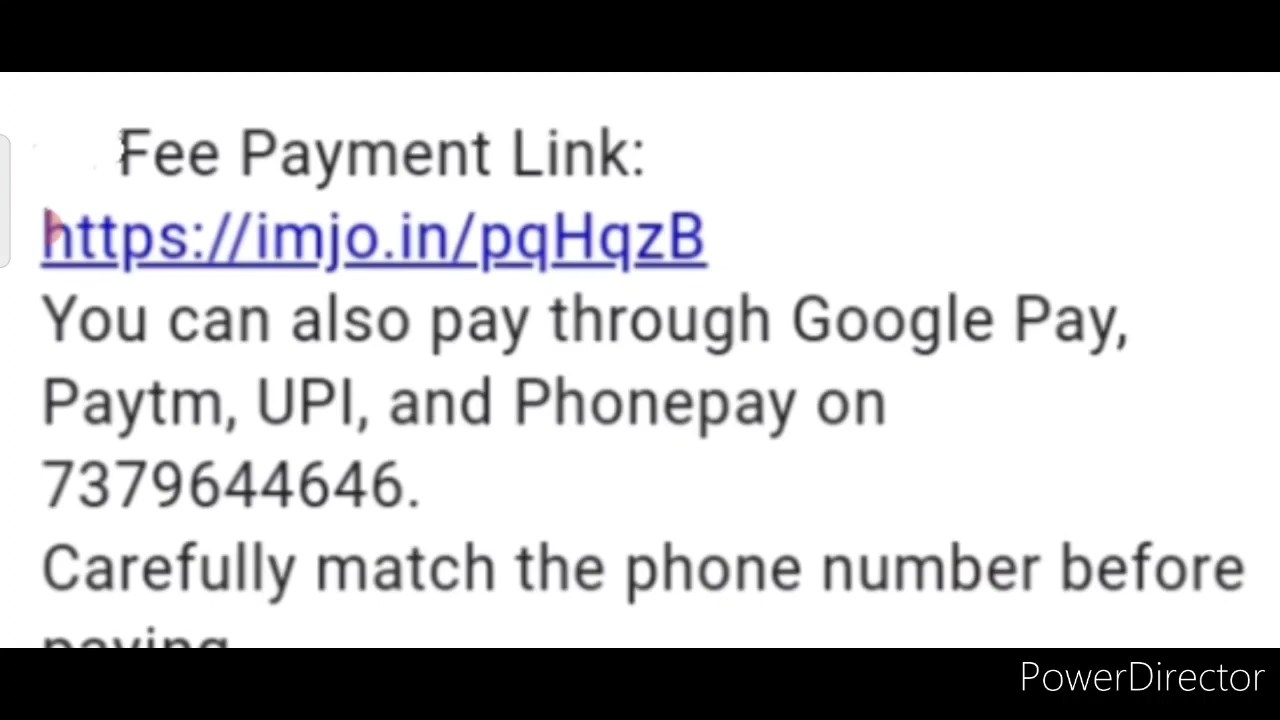 Fee Payment Link:
https://imjo.in/pqHqzB
You can also pay through Google Pay,
Paytm, UPI, and Phonepay on
7379644646.
Carefully match the phone number before
paying
PowerDirector